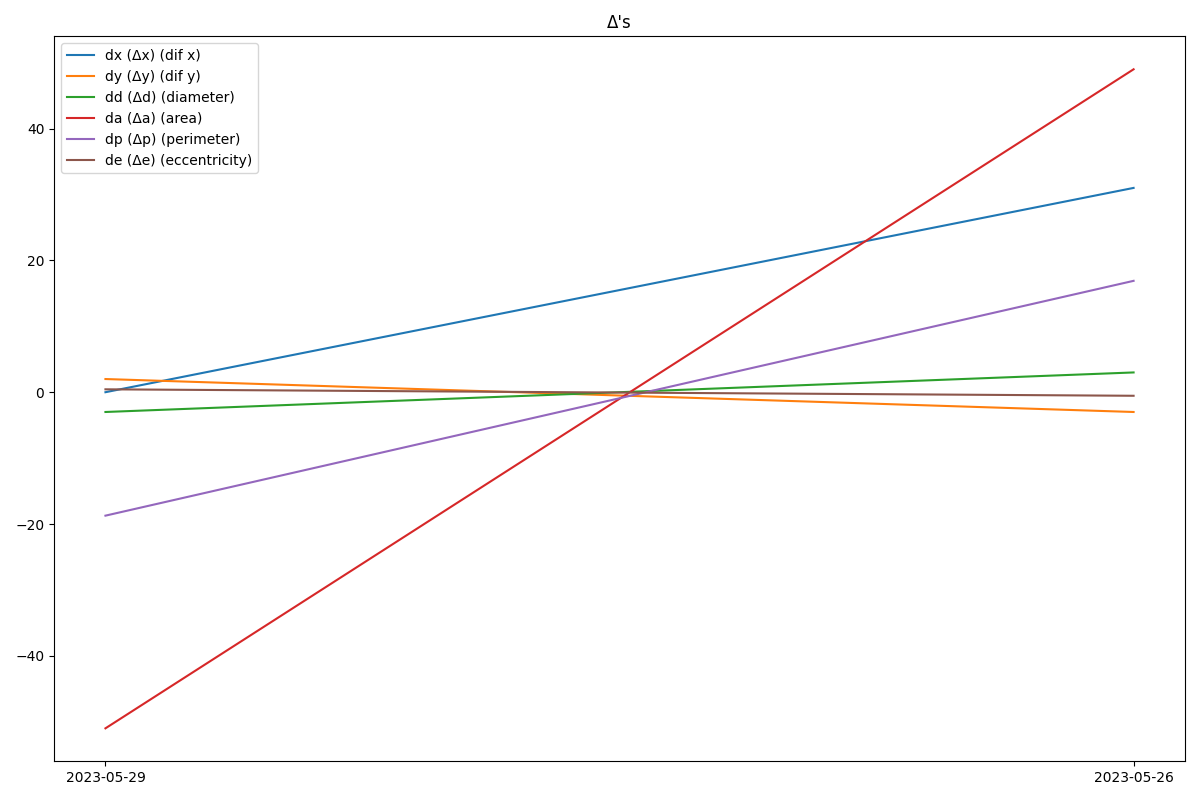 Δ's
dx (Δx) (dif x)
dy (Δy) (dif y)
dd (Δd) (diameter)
da (Δa) (area)
dp (Δp) (perimeter)
de (Δe) (eccentricity)
40
20
0
−20
−40
2023-05-29 2023-05-26